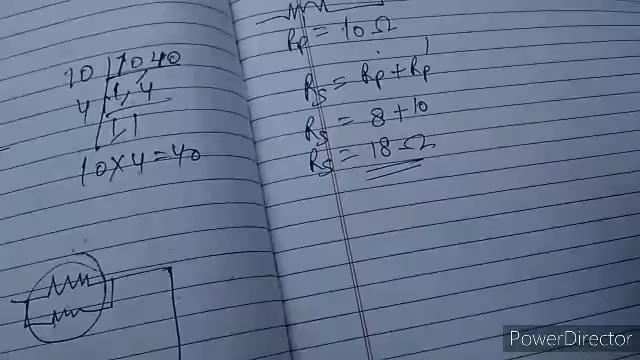 10 | 10, 40
4 | 1, 4
1, 1
10 x 4 = 40
Rp = 10 Ω
Rs = Rp + Rp
Rs = 8 + 10
Rs = 18 Ω
PowerDirector